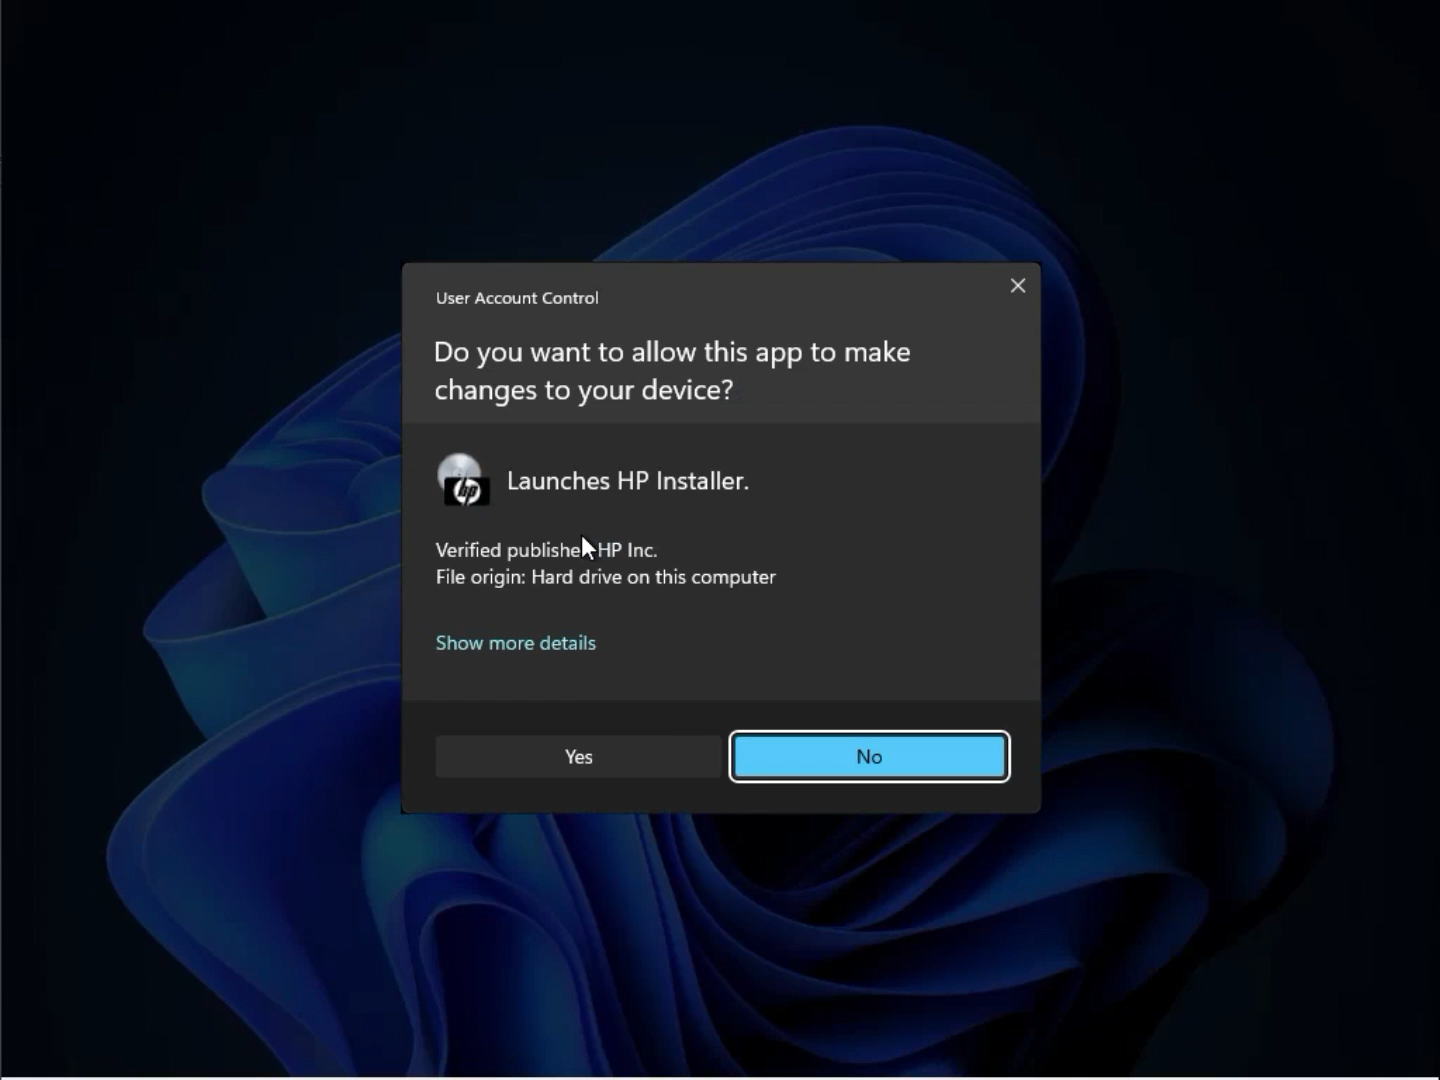 User Account Control
Do you want to allow this app to make
changes to your device?
hp
Launches HP Installer.
Verified publishe HP Inc.
File origin: Hard drive on this computer
Show more details
Yes
No